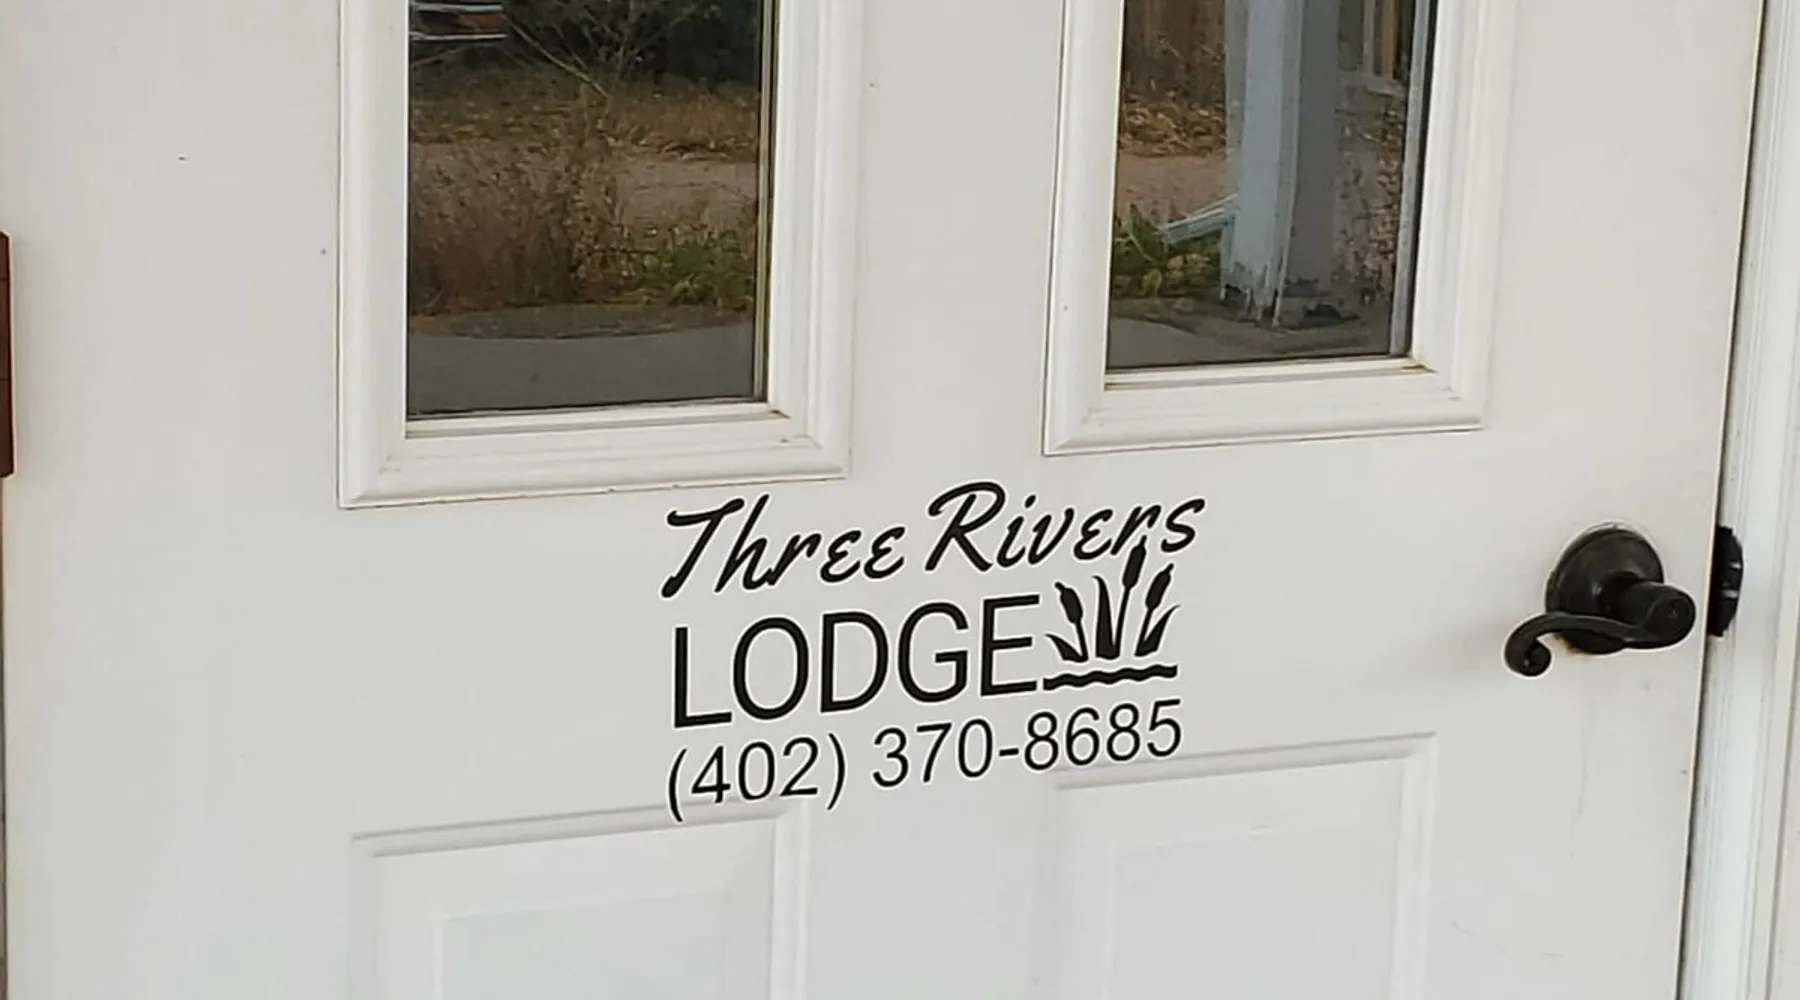 Three Rivers
LODGE
(402) 370-8685